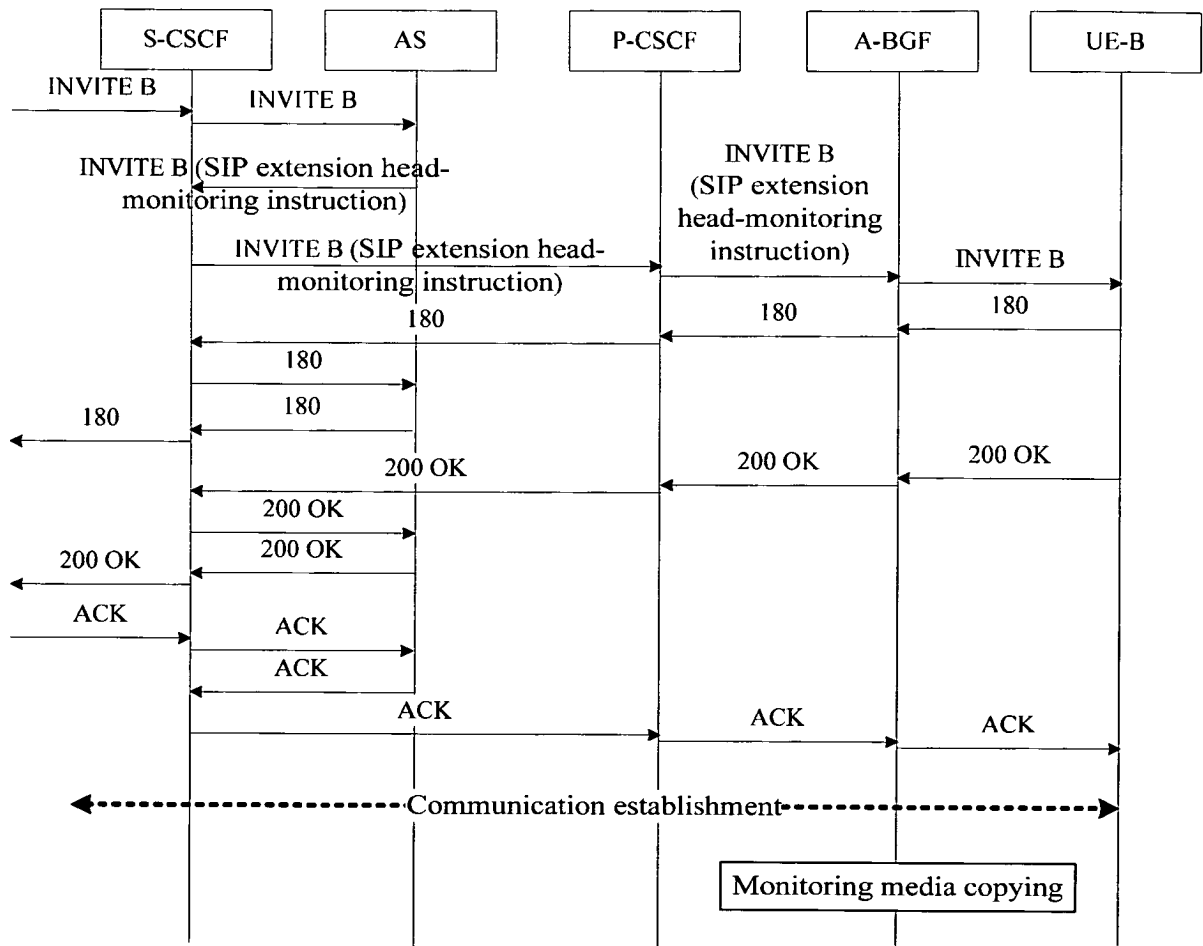 S-CSCF
AS
P-CSCF
A-BGF
UE-B
INVITE B
INVITE B
INVITE B (SIP extension head-
monitoring instruction)
INVITE B
(SIP extension
head-monitoring
instruction)
INVITE B (SIP extension head-
monitoring instruction)
INVITE B
180
180
180
180
180
180
200 OK
200 OK
200 OK
200 OK
200 OK
200 OK
ACK
ACK
ACK
ACK
ACK
ACK
Communication establishment
Monitoring media copying